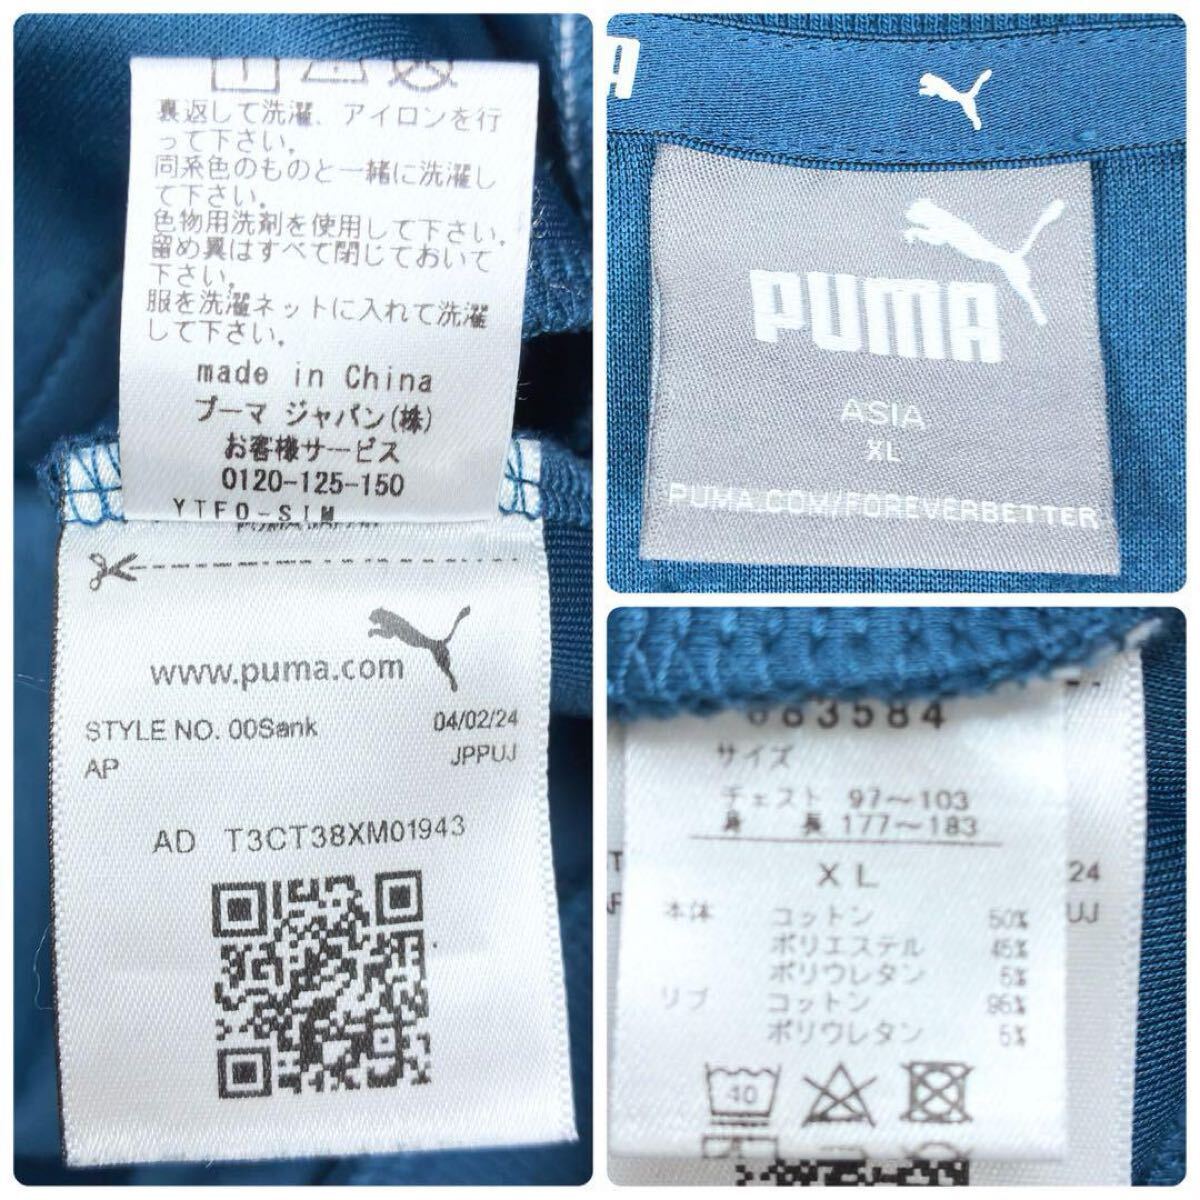 裏返して洗濯、アイロンを行
って下さい。
同系色のものと一緒に洗濯し
て下さい。
色物用洗剤を使用して下さい。
留め具はすべて閉じておいて
下さい。
服を洗濯ネットに入れて洗濯
して下さい。
made in China
プーマ ジャパン(株)
お客様サービス
0120-125-150
YTFO-SIM
www.puma.com
STYLE NO. 00Sank 04/02/24
AP JPPUJ
AD T3CT38XM01943
A
PUMA
ASIA
XL
PUMA.COM/FOREVERBETTER
683584
サイズ
チェスト 97～103
身 長 177～183
XL
24
UJ
本体 コットン 50%
ポリエステル 45%
ポリウレタン 5%
リブ コットン 95%
ポリウレタン 5%
40